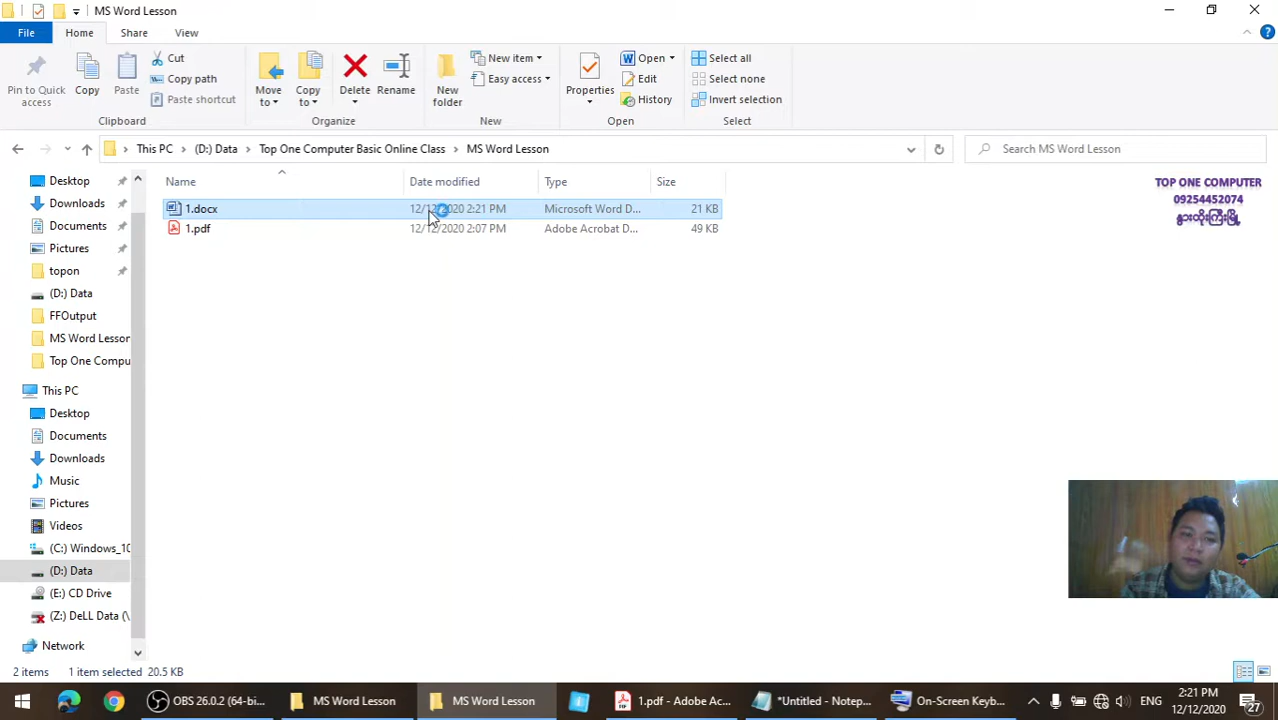 MS Word Lesson
File
Home
Share
View
Pin to Quick
access
Copy
Paste
Cut
Copy path
Paste shortcut
Clipboard
Move
to
Copy
to
Delete
Rename
Organize
New
folder
New item
Easy access
New
Properties
Open
Edit
History
Open
Select all
Select none
Invert selection
Select
This PC
(D:) Data
Top One Computer Basic Online Class
MS Word Lesson
Search MS Word Lesson
Name
Date modified
Type
Size
1.docx
12/12/2020 2:21 PM
Microsoft Word D...
21 KB
1.pdf
12/12/2020 2:07 PM
Adobe Acrobat D...
49 KB
TOP ONE COMPUTER
09254452074
နွားထိုးကြီးမြို့
Desktop
Downloads
Documents
Pictures
topon
(D:) Data
FFOutput
MS Word Lesson
Top One Compu
This PC
Desktop
Documents
Downloads
Music
Pictures
Videos
(C:) Windows_10
(D:) Data
(E:) CD Drive
(Z:) DeLL Data (\
Network
2 items
1 item selected 20.5 KB
OBS 26.0.2 (64-bi...
MS Word Lesson
MS Word Lesson
1.pdf - Adobe Ac...
*Untitled - Notep...
On-Screen Keyb...
ENG
2:21 PM
12/12/2020
27